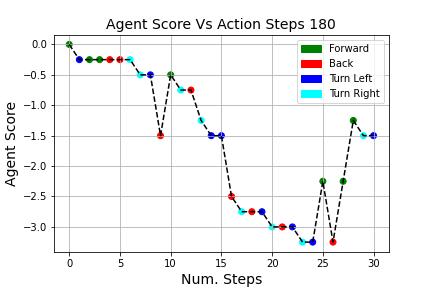 Agent Score Vs Action Steps 180
Agent Score
0.0
−0.5
−1.0
−1.5
−2.0
−2.5
−3.0
Forward
Back
Turn Left
Turn Right
0 5 10 15 20 25 30
Num. Steps